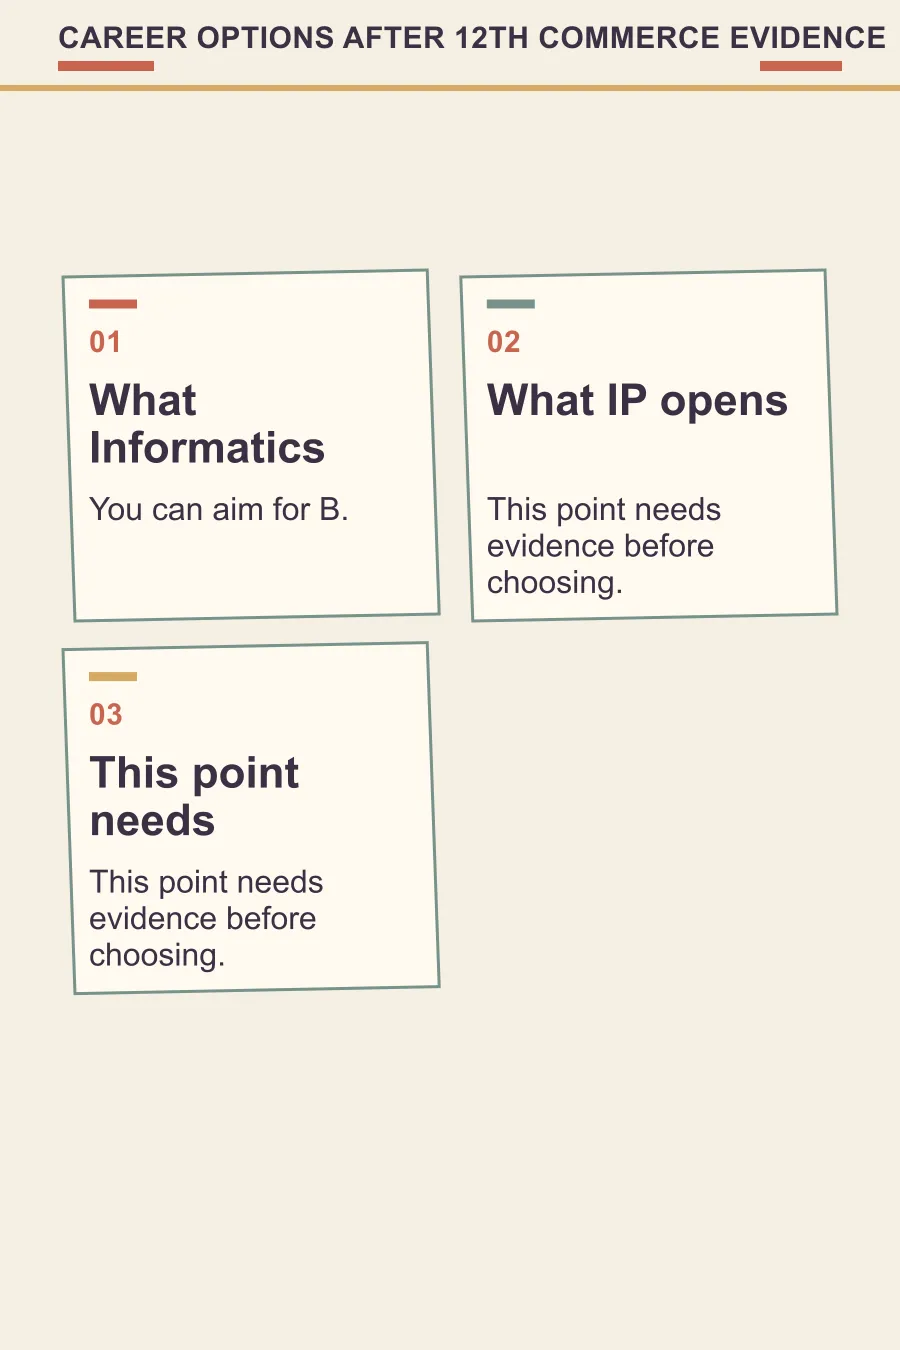 CAREER OPTIONS AFTER 12TH COMMERCE EVIDENCE
01
What
Informatics
You can aim for B.
02
What IP opens
This point needs
evidence before
choosing.
03
This point
needs
This point needs
evidence before
choosing.